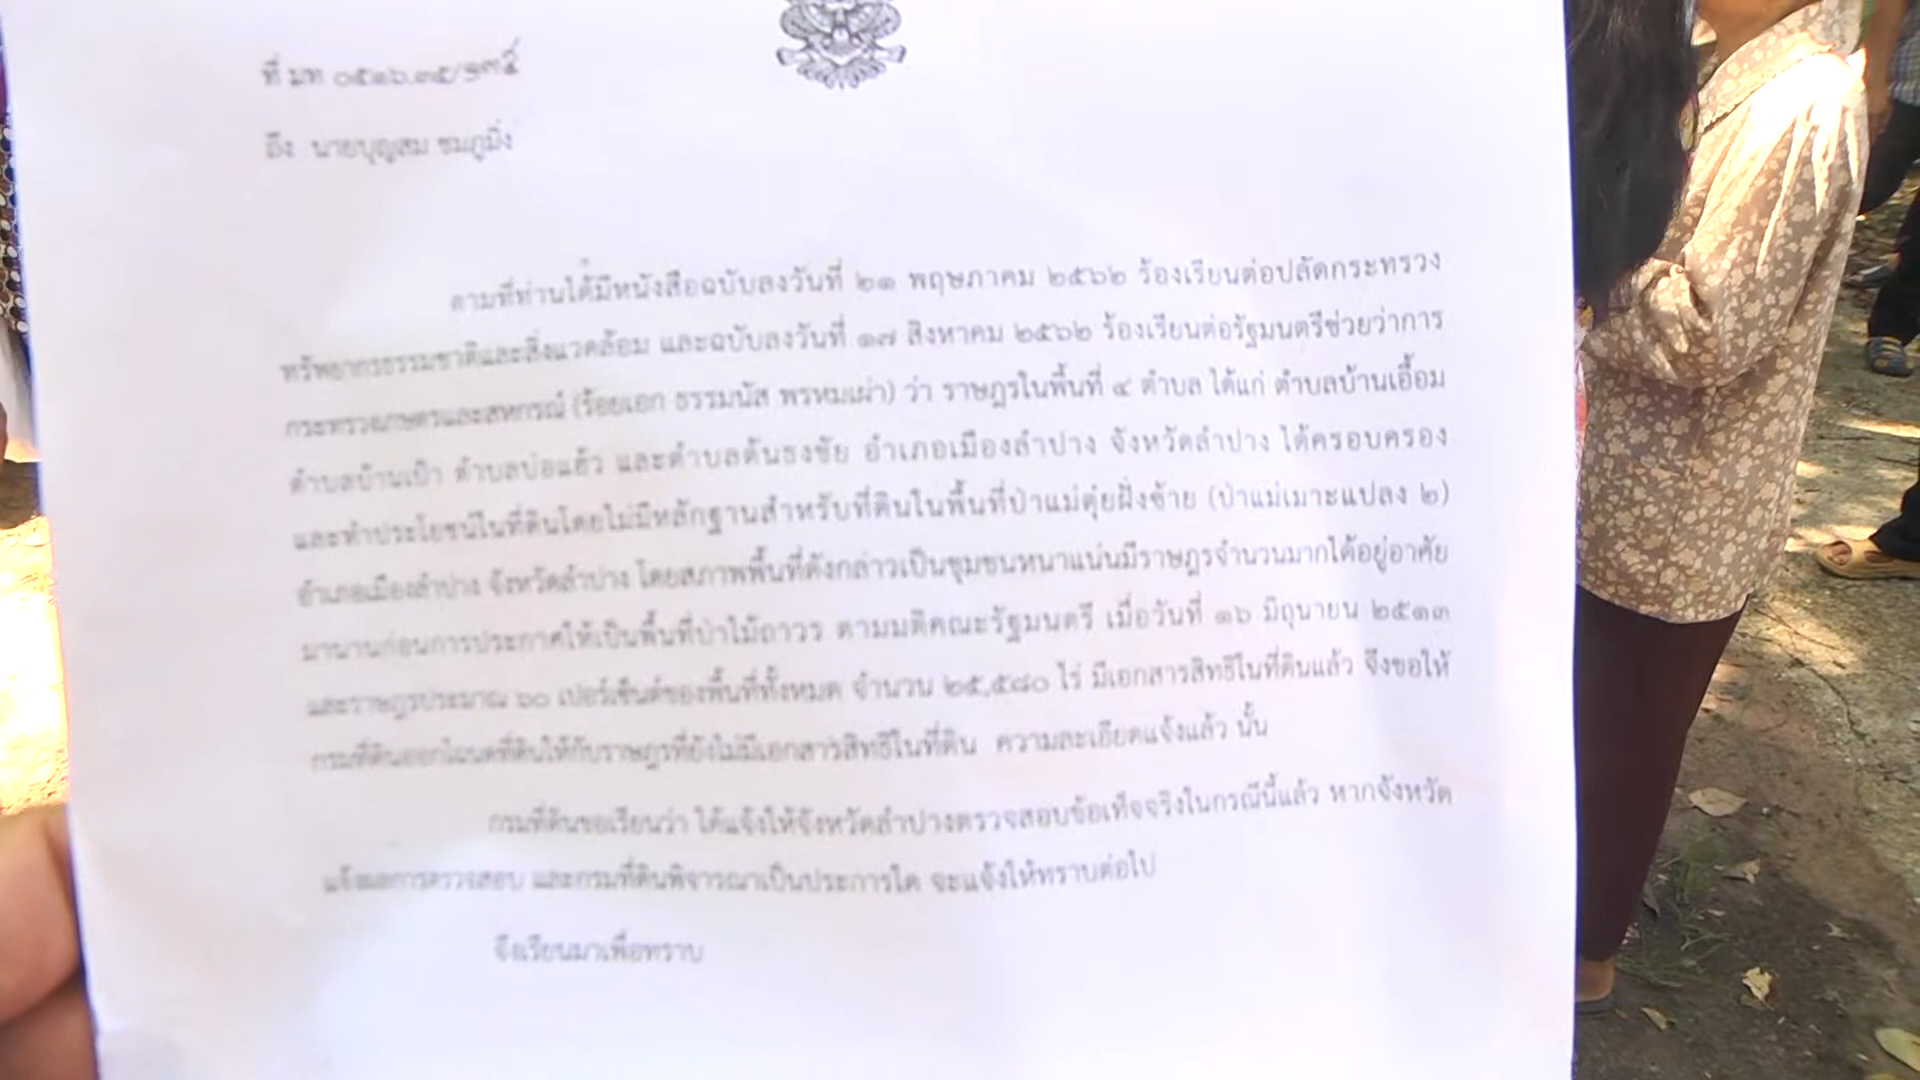 ที่ มท ๐๕๑๖.๓๕/
ถึง นายบุญสม ชมภูมิ่ง
ตามที่ท่านได้มีหนังสือฉบับลงวันที่ ๒๑ พฤษภาคม ๒๕๖๒ ร้องเรียนต่อปลัดกระทรวง
ทรัพยากรธรรมชาติและสิ่งแวดล้อม และฉบับลงวันที่ ๑๗ สิงหาคม ๒๕๖๒ ร้องเรียนต่อรัฐมนตรีช่วยว่าการ
กระทรวงเกษตรและสหกรณ์ (ร้อยเอก ธรรมนัส พรหมเผ่า) ว่า ราษฎรในพื้นที่ ๔ ตำบล ได้แก่ ตำบลบ้านเอื้อม
ตำบลบ้านเป้า ตำบลบ่อแฮ้ว และตำบลต้นธงชัย อำเภอเมืองลำปาง จังหวัดลำปาง ได้ครอบครอง
และทำประโยชน์ในที่ดินโดยไม่มีหลักฐานสำหรับที่ดินในพื้นที่ป่าแม่ตุ๋ยฝั่งซ้าย (ป่าแม่เมาะแปลง ๒)
อำเภอเมืองลำปาง จังหวัดลำปาง โดยสภาพพื้นที่ดังกล่าวเป็นชุมชนหนาแน่นมีราษฎรจำนวนมากได้อยู่อาศัย
มานานก่อนการประกาศให้เป็นพื้นที่ป่าไม้ถาวร ตามมติคณะรัฐมนตรี เมื่อวันที่ ๑๖ มิถุนายน ๒๕๑๓
และราษฎรประมาณ ๖๐ เปอร์เซ็นต์ของพื้นที่ทั้งหมด จำนวน ๒๕,๕๘๐ ไร่ มีเอกสารสิทธิในที่ดินแล้ว จึงขอให้
กรมที่ดินออกโฉนดที่ดินให้กับราษฎรที่ยังไม่มีเอกสารสิทธิในที่ดิน ความละเอียดแจ้งแล้ว นั้น
กรมที่ดินขอเรียนว่า ได้แจ้งให้จังหวัดลำปางตรวจสอบข้อเท็จจริงในกรณีนี้แล้ว หากจังหวัด
แจ้งผลการตรวจสอบ และกรมที่ดินพิจารณาเป็นประการใด จะแจ้งให้ทราบต่อไป
จึงเรียนมาเพื่อทราบ